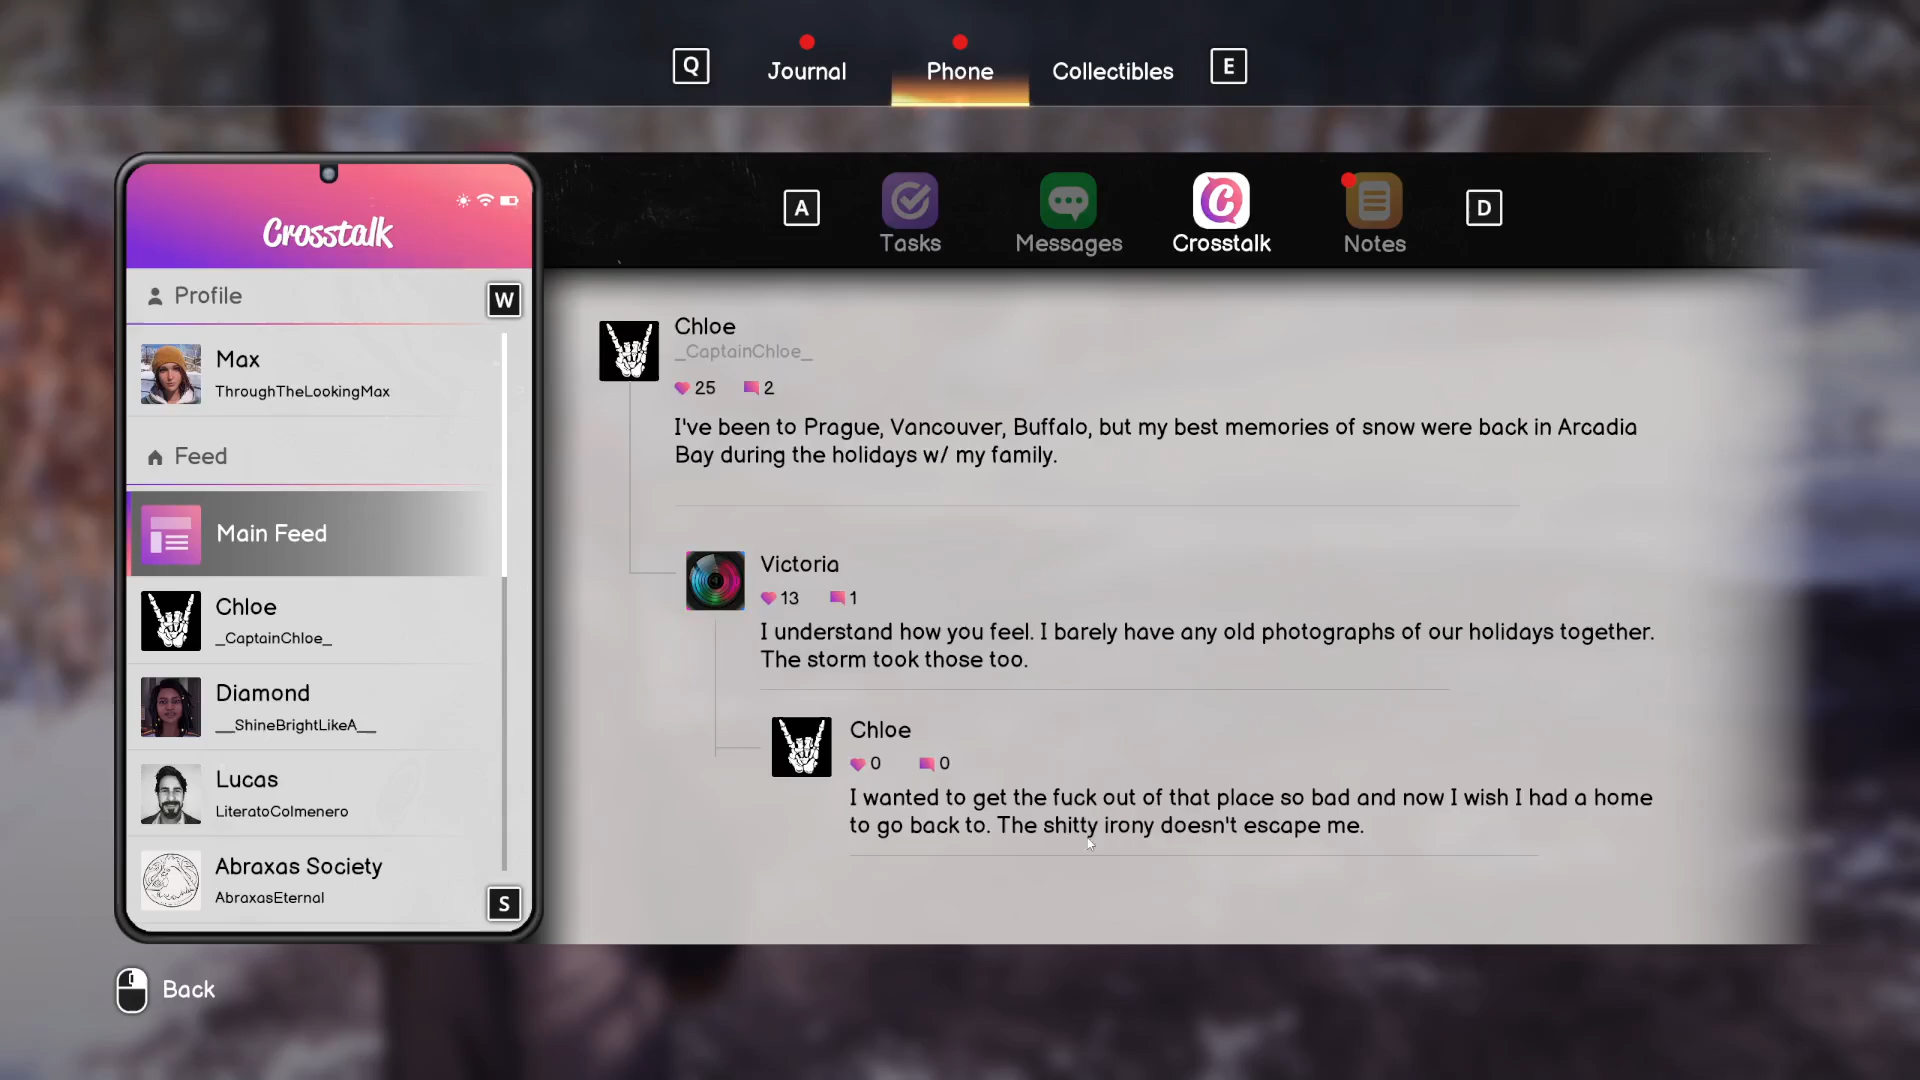 Q
Journal
Phone
Collectibles
E
Crosstalk
A
Tasks
Messages
Crosstalk
Notes
D
Profile
W
Max
ThroughTheLookingMax
Feed
Main Feed
Chloe
_CaptainChloe_
Diamond
__ShineBrightLikeA__
Lucas
LiteratoColmenero
Abraxas Society
AbraxasEternal
S
Chloe
_CaptainChloe_
25 2
I've been to Prague, Vancouver, Buffalo, but my best memories of snow were back in Arcadia
Bay during the holidays w/ my family.
Victoria
13 1
I understand how you feel. I barely have any old photographs of our holidays together.
The storm took those too.
Chloe
0 0
I wanted to get the fuck out of that place so bad and now I wish I had a home
to go back to. The shitty irony doesn't escape me.
Back